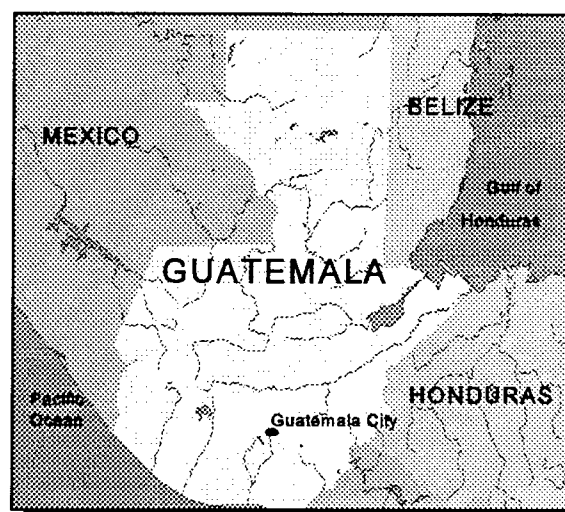 BELIZE
MEXICO
Gulf of
Honduras
GUATEMALA
Pacific
Ocean
HONDURAS
Guatemala City